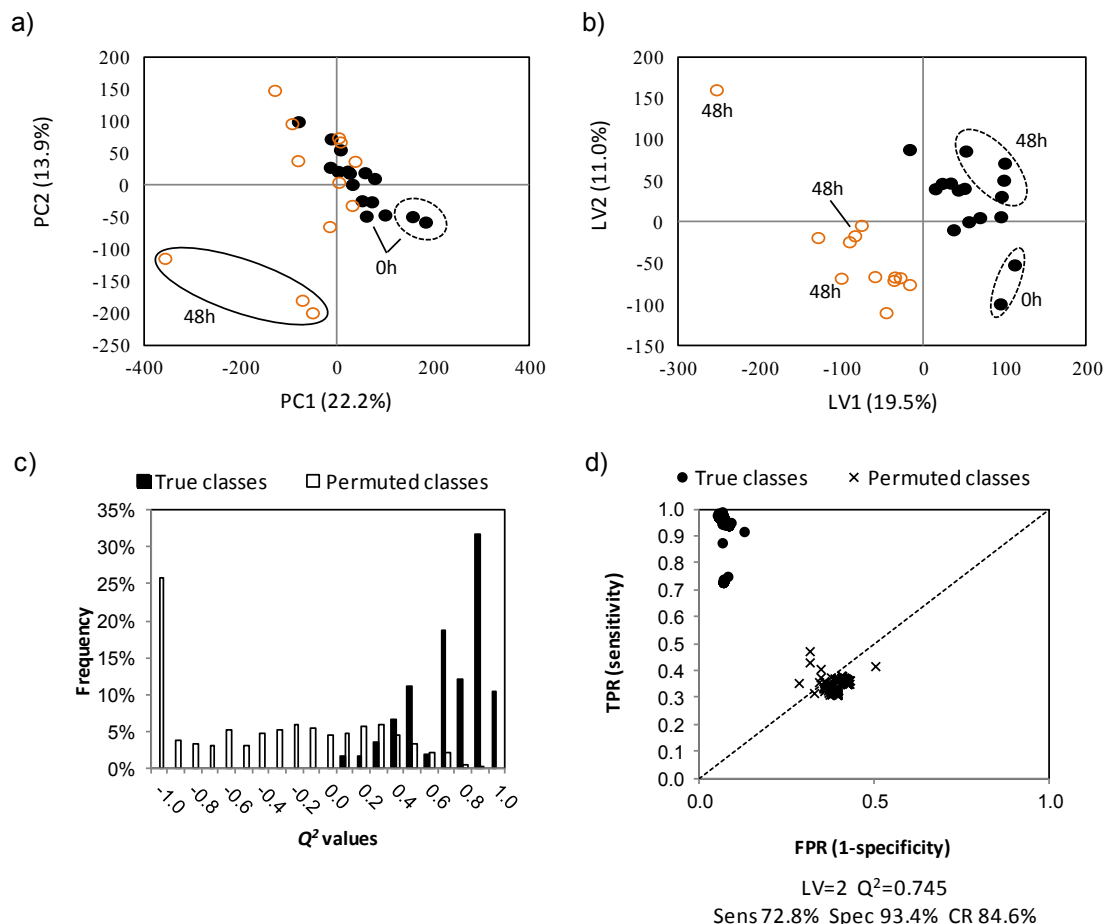 a)
200
150
100
50
0
-50
-100
-150
-200
-250
PC2 (13.9%)
0h
48h
-400
-200
0
200
400
PC1 (22.2%)
b)
200
150
100
50
0
-50
-100
-150
LV2 (11.0%)
48h
48h
48h
48h
0h
-300
-200
-100
0
100
200
LV1 (19.5%)
c)
True classes
Permuted classes
35%
30%
25%
20%
15%
10%
5%
0%
Frequency
-1.0
-0.8
-0.6
-0.4
-0.2
0.0
0.2
0.4
0.6
0.8
1.0
Q² values
d)
True classes
Permuted classes
1.0
0.9
0.8
0.7
0.6
0.5
0.4
0.3
0.2
0.1
0.0
TPR (sensitivity)
0.0
0.5
1.0
FPR (1-specificity)
LV=2 Q²=0.745
Sens 72.8% Spec 93.4% CR 84.6%